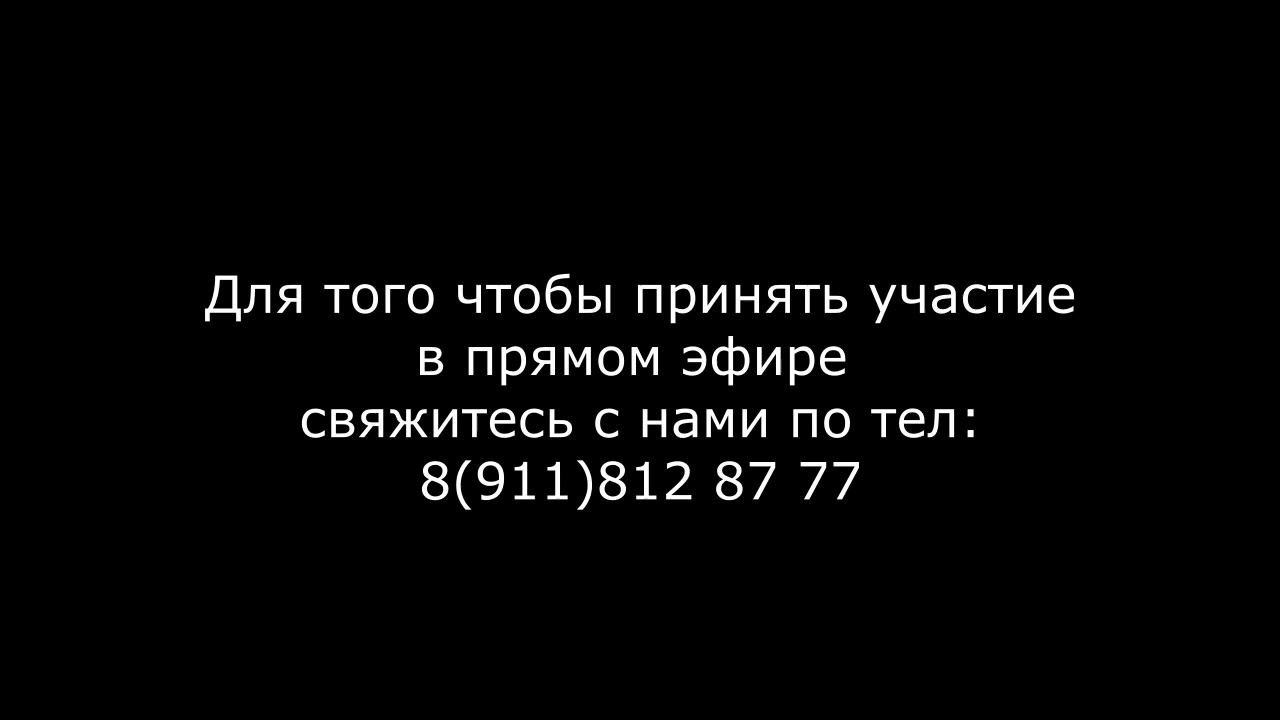 Для того чтобы принять участие
в прямом эфире
свяжитесь с нами по тел:
8(911)812 87 77